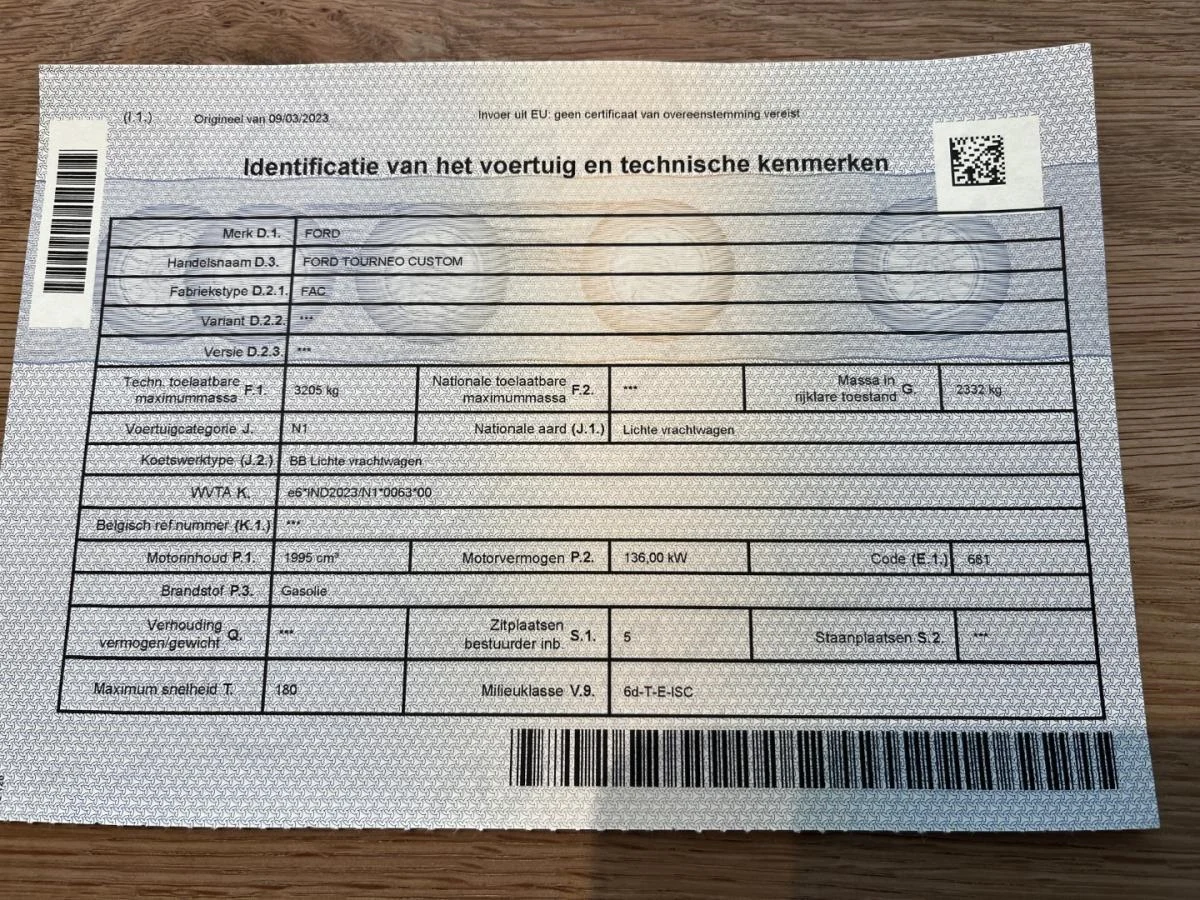 (I.1.) Origineel van 09/03/2023 Invoer uit EU: geen certificaat van overeenstemming vereist
Identificatie van het voertuig en technische kenmerken
Merk D.1. FORD
Handelsnaam D.3. FORD TOURNEO CUSTOM
Fabriekstype D.2.1. FAC
Variant D.2.2. ***
Versie D.2.3. ***
Techn. toelaatbare maximummassa F.1. 3205 kg Nationale toelaatbare maximummassa F.2. *** Massa in rijklare toestand G. 2332 kg
Voertuigcategorie J. N1 Nationale aard (J.1.) Lichte vrachtwagen
Koetswerktype (J.2.) BB Lichte vrachtwagen
WVTA K. e6*IND2023/N1*0063*00
Belgisch ref.nummer (K.1.) ***
Motorinhoud P.1. 1995 cm³ Motorvermogen P.2. 136,00 kW Code (E.1.) 681
Brandstof P.3. Gasolie
Verhouding vermogen/gewicht Q. *** Zitplaatsen bestuurder inb. S.1. 5 Staanplaatsen S.2. ***
Maximum snelheid T. 180 Milieuklasse V.9. 6d-T-E-ISC